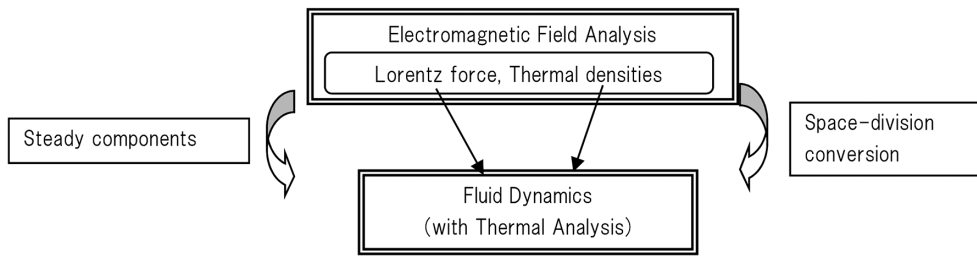 Electromagnetic Field Analysis
Lorentz force, Thermal densities
Steady components
Space-division
conversion
Fluid Dynamics
(with Thermal Analysis)